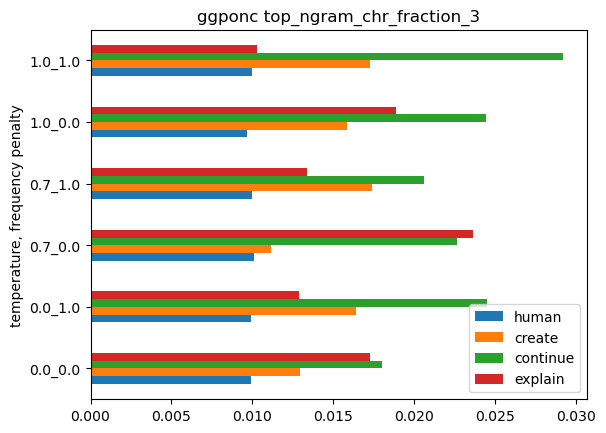 ggponc top_ngram_chr_fraction_3
temperature, frequency penalty
1.0_1.0
1.0_0.0
0.7_1.0
0.7_0.0
0.0_1.0
0.0_0.0
human
create
continue
explain
0.000 0.005 0.010 0.015 0.020 0.025 0.030